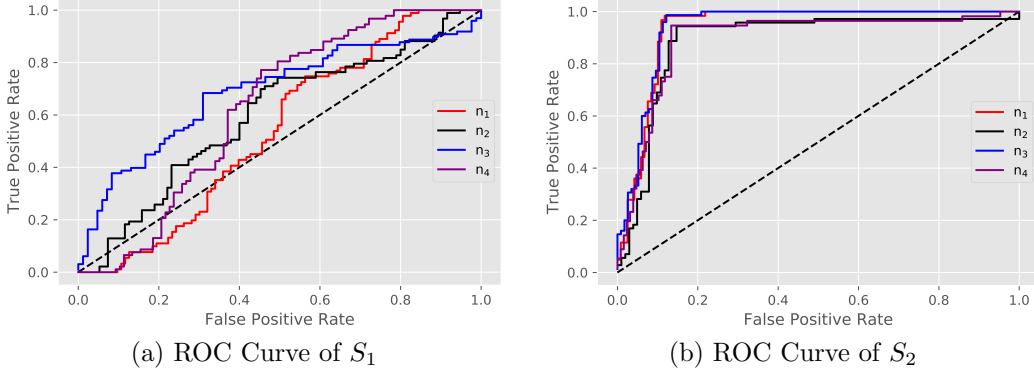 1.0
0.8
0.6
0.4
0.2
0.0
True Positive Rate
n1
n2
n3
n4
0.0 0.2 0.4 0.6 0.8 1.0
False Positive Rate
(a) ROC Curve of S1
1.0
0.8
0.6
0.4
0.2
0.0
True Positive Rate
n1
n2
n3
n4
0.0 0.2 0.4 0.6 0.8 1.0
False Positive Rate
(b) ROC Curve of S2